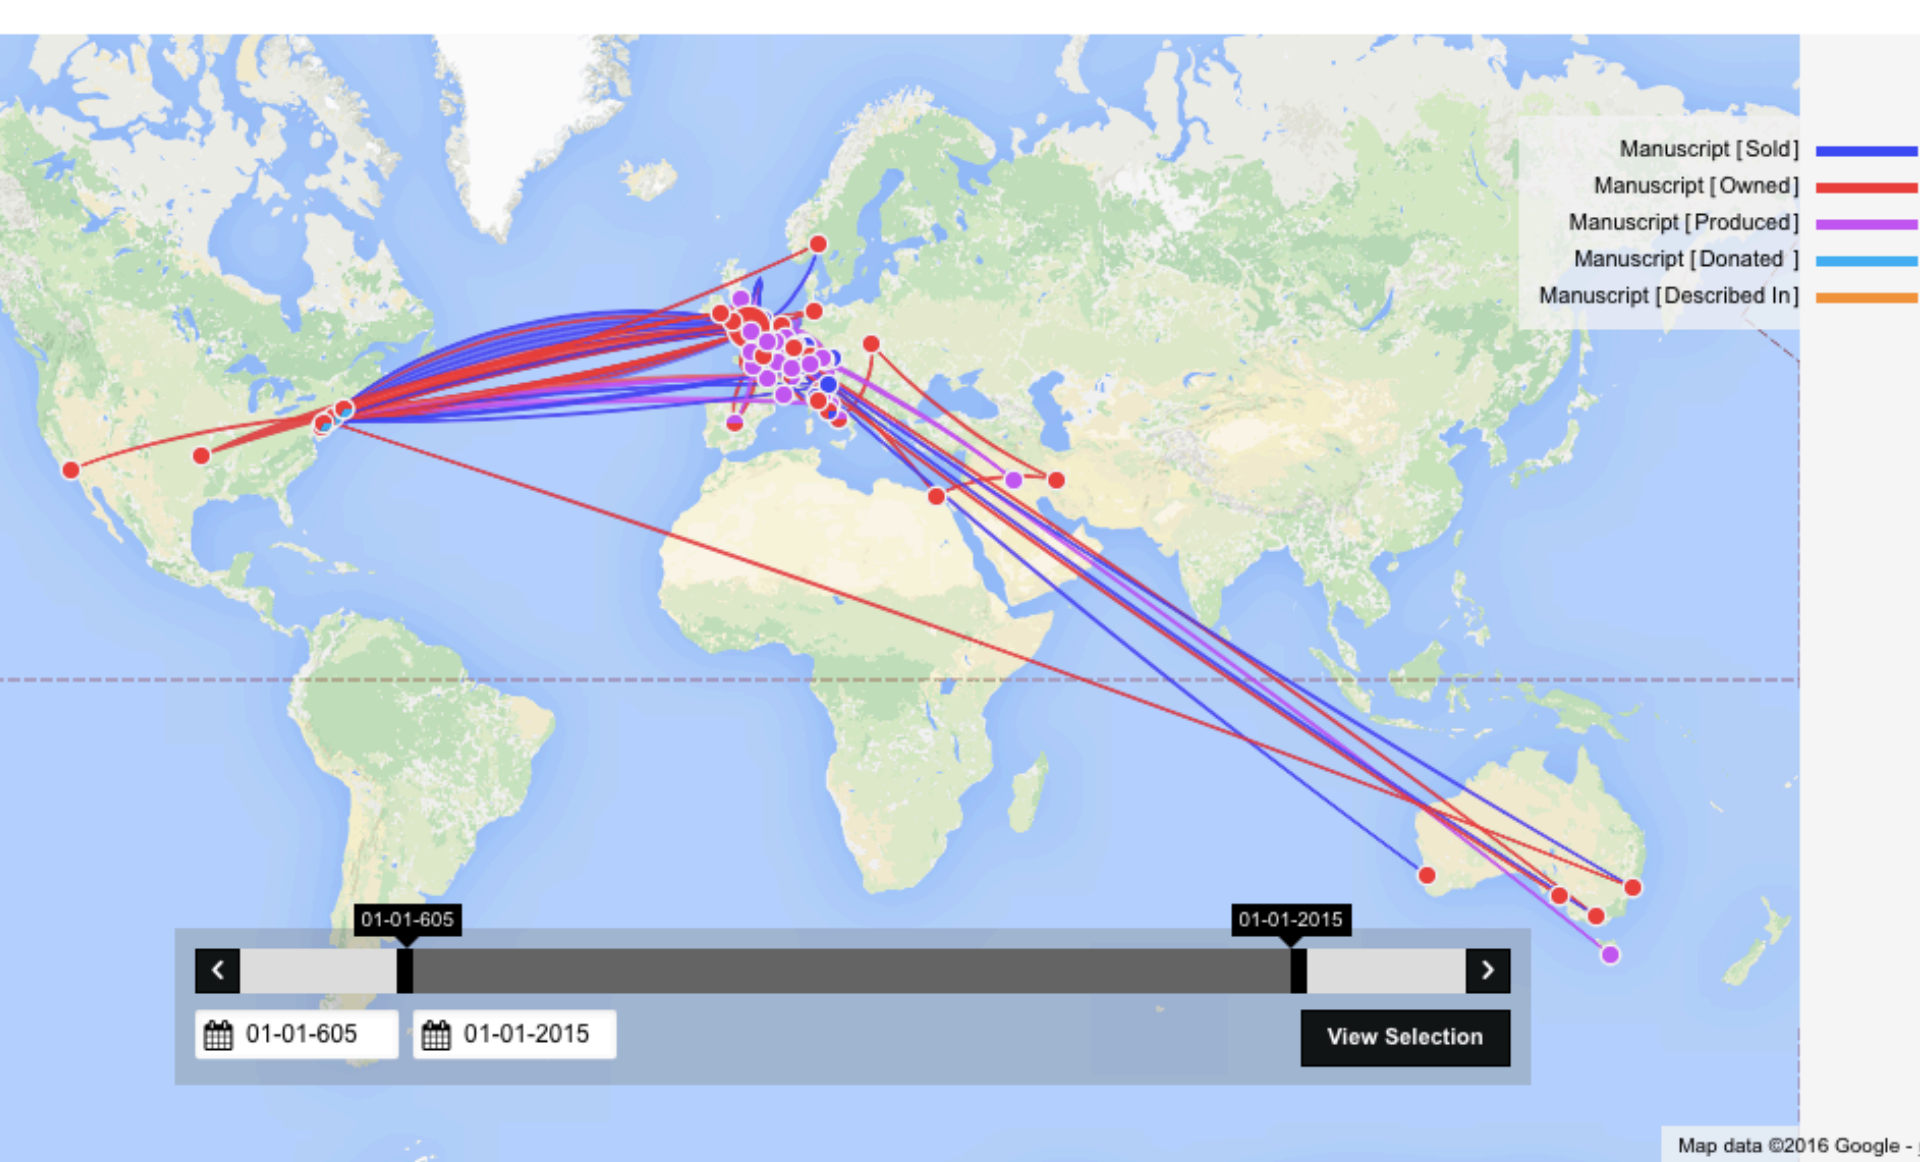 Manuscript [Sold]
Manuscript [Owned]
Manuscript [Produced]
Manuscript [Donated ]
Manuscript [Described In]
01-01-605
01-01-2015
01-01-605
01-01-2015
View Selection
Map data ©2016 Google -